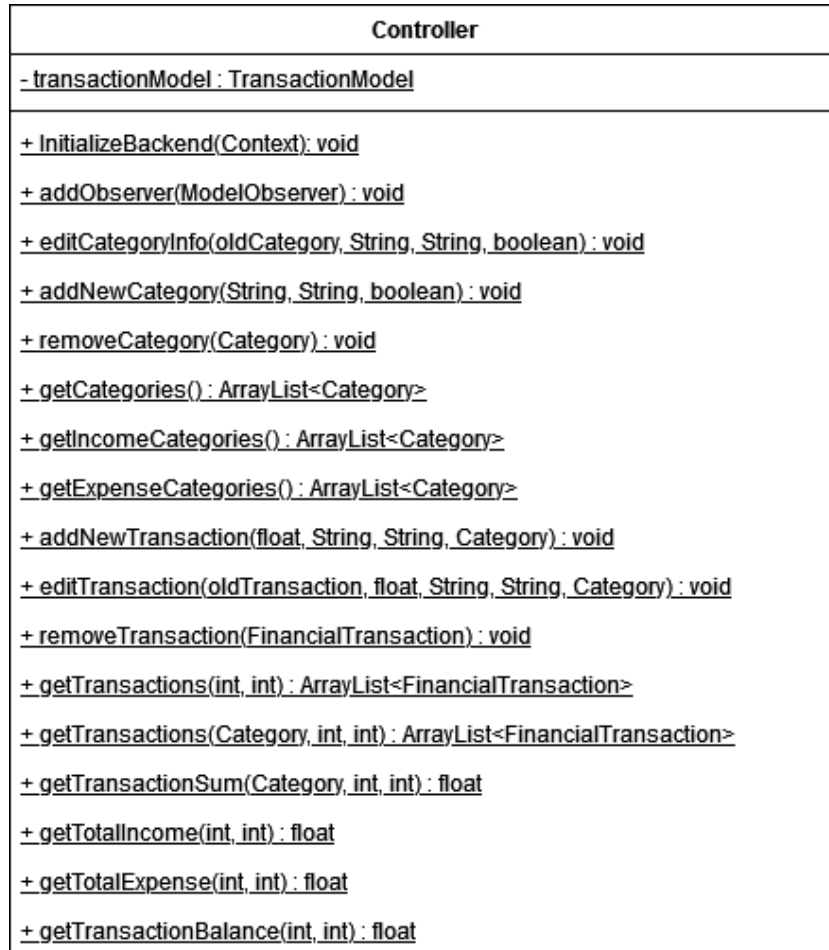 Controller
- transactionModel : TransactionModel
+ InitializeBackend(Context): void
+ addObserver(ModelObserver) : void
+ editCategoryInfo(oldCategory, String, String, boolean) : void
+ addNewCategory(String, String, boolean) : void
+ removeCategory(Category) : void
+ getCategories() : ArrayList<Category>
+ getIncomeCategories() : ArrayList<Category>
+ getExpenseCategories() : ArrayList<Category>
+ addNewTransaction(float, String, String, Category) : void
+ editTransaction(oldTransaction, float, String, String, Category) : void
+ removeTransaction(FinancialTransaction) : void
+ getTransactions(int, int) : ArrayList<FinancialTransaction>
+ getTransactions(Category, int, int) : ArrayList<FinancialTransaction>
+ getTransactionSum(Category, int, int) : float
+ getTotalIncome(int, int) : float
+ getTotalExpense(int, int) : float
+ getTransactionBalance(int, int) : float